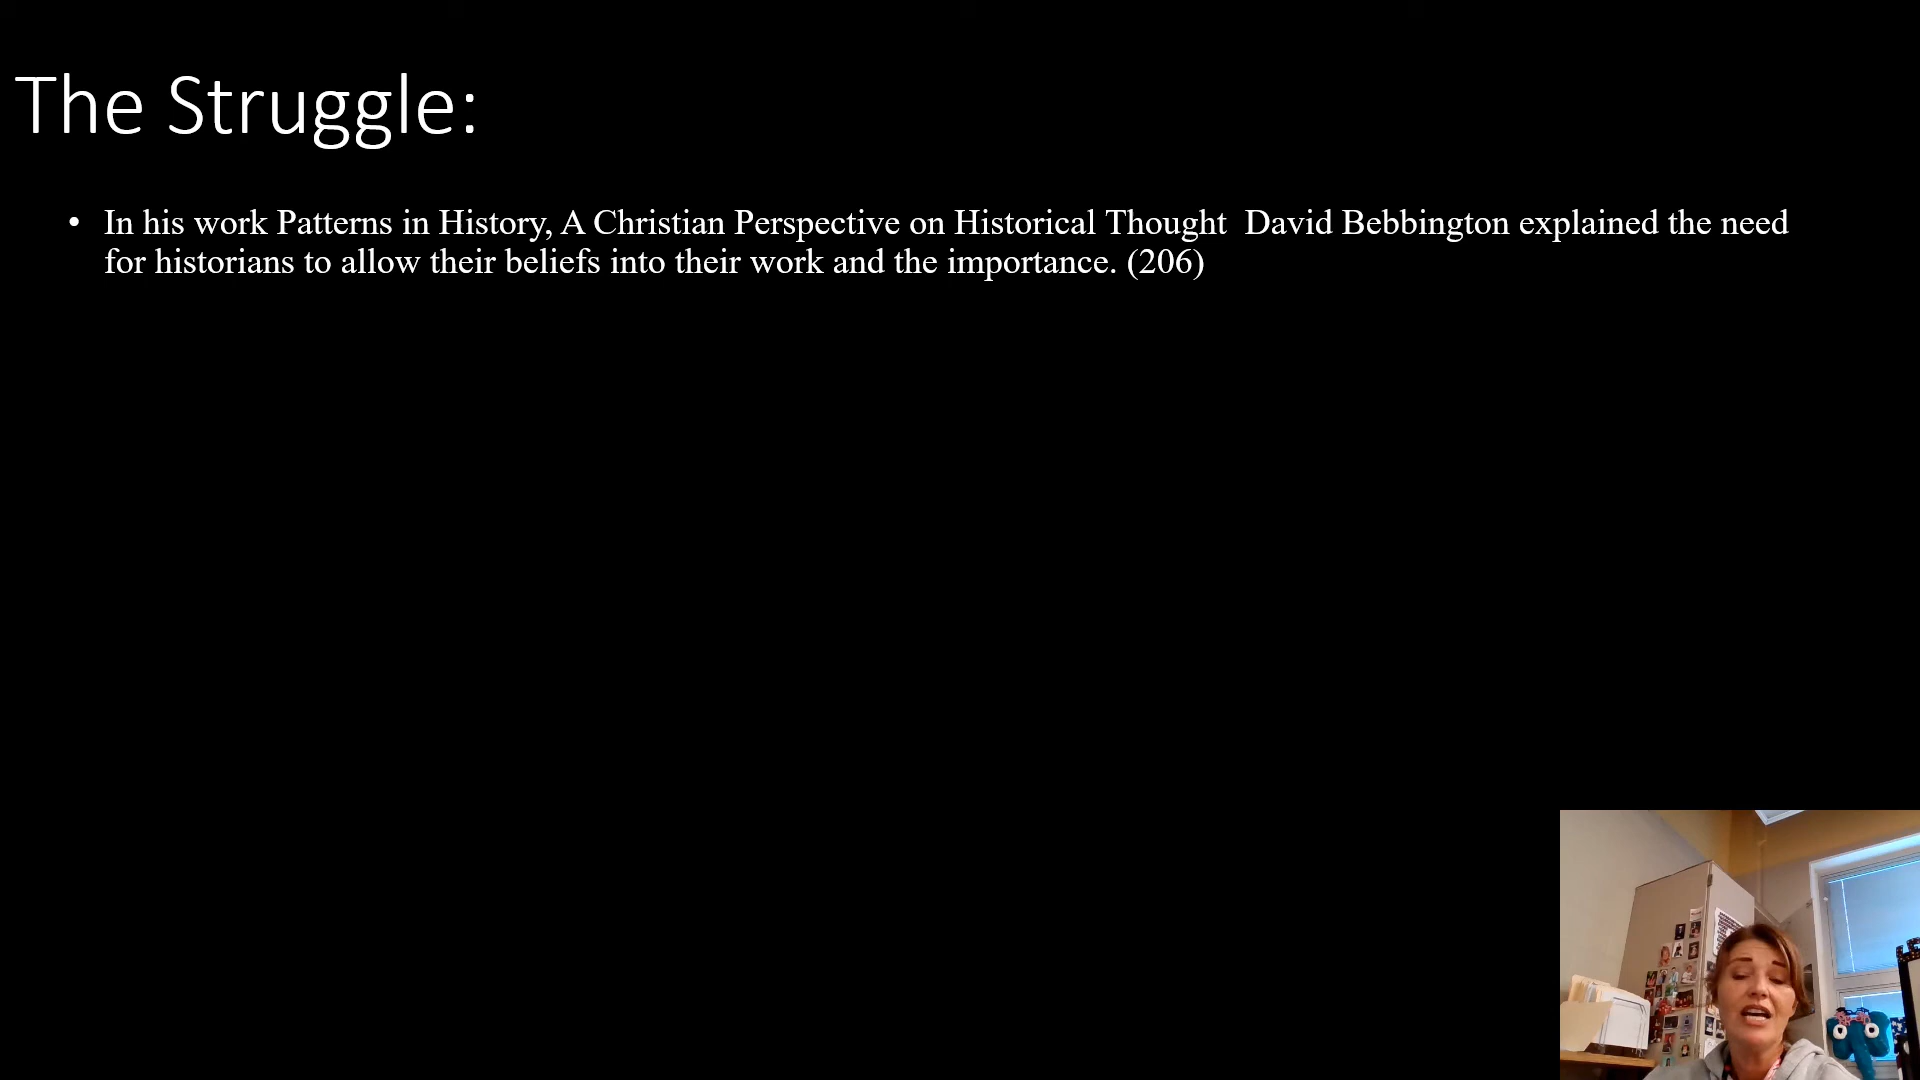 The Struggle:
• In his work Patterns in History, A Christian Perspective on Historical Thought  David Bebbington explained the need
for historians to allow their beliefs into their work and the importance. (206)